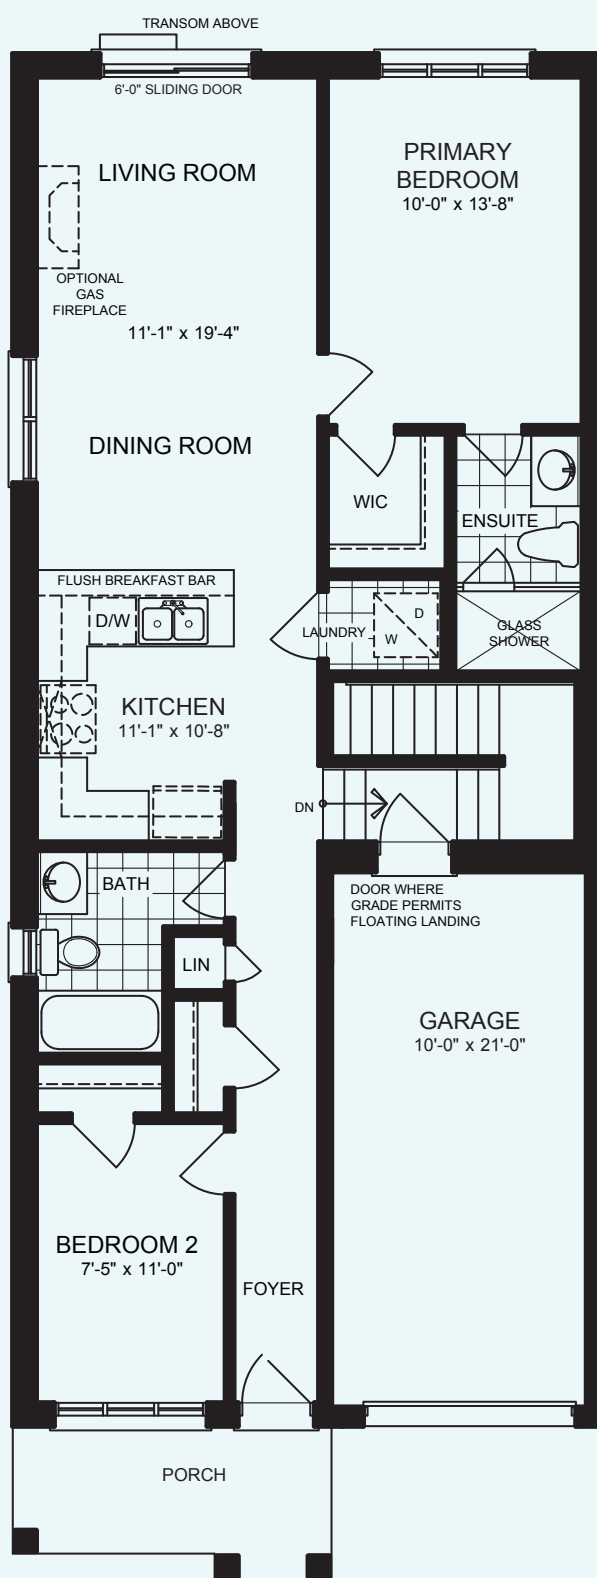 TRANSOM ABOVE
6'-0" SLIDING DOOR
LIVING ROOM
PRIMARY
BEDROOM
10'-0" x 13'-8"
OPTIONAL
GAS
FIREPLACE
11'-1" x 19'-4"
DINING ROOM
WIC
ENSUITE
FLUSH BREAKFAST BAR
D/W
LAUNDRY
D
W
GLASS
SHOWER
KITCHEN
11'-1" x 10'-8"
DN
BATH
DOOR WHERE
GRADE PERMITS
FLOATING LANDING
LIN
GARAGE
10'-0" x 21'-0"
BEDROOM 2
7'-5" x 11'-0"
FOYER
PORCH